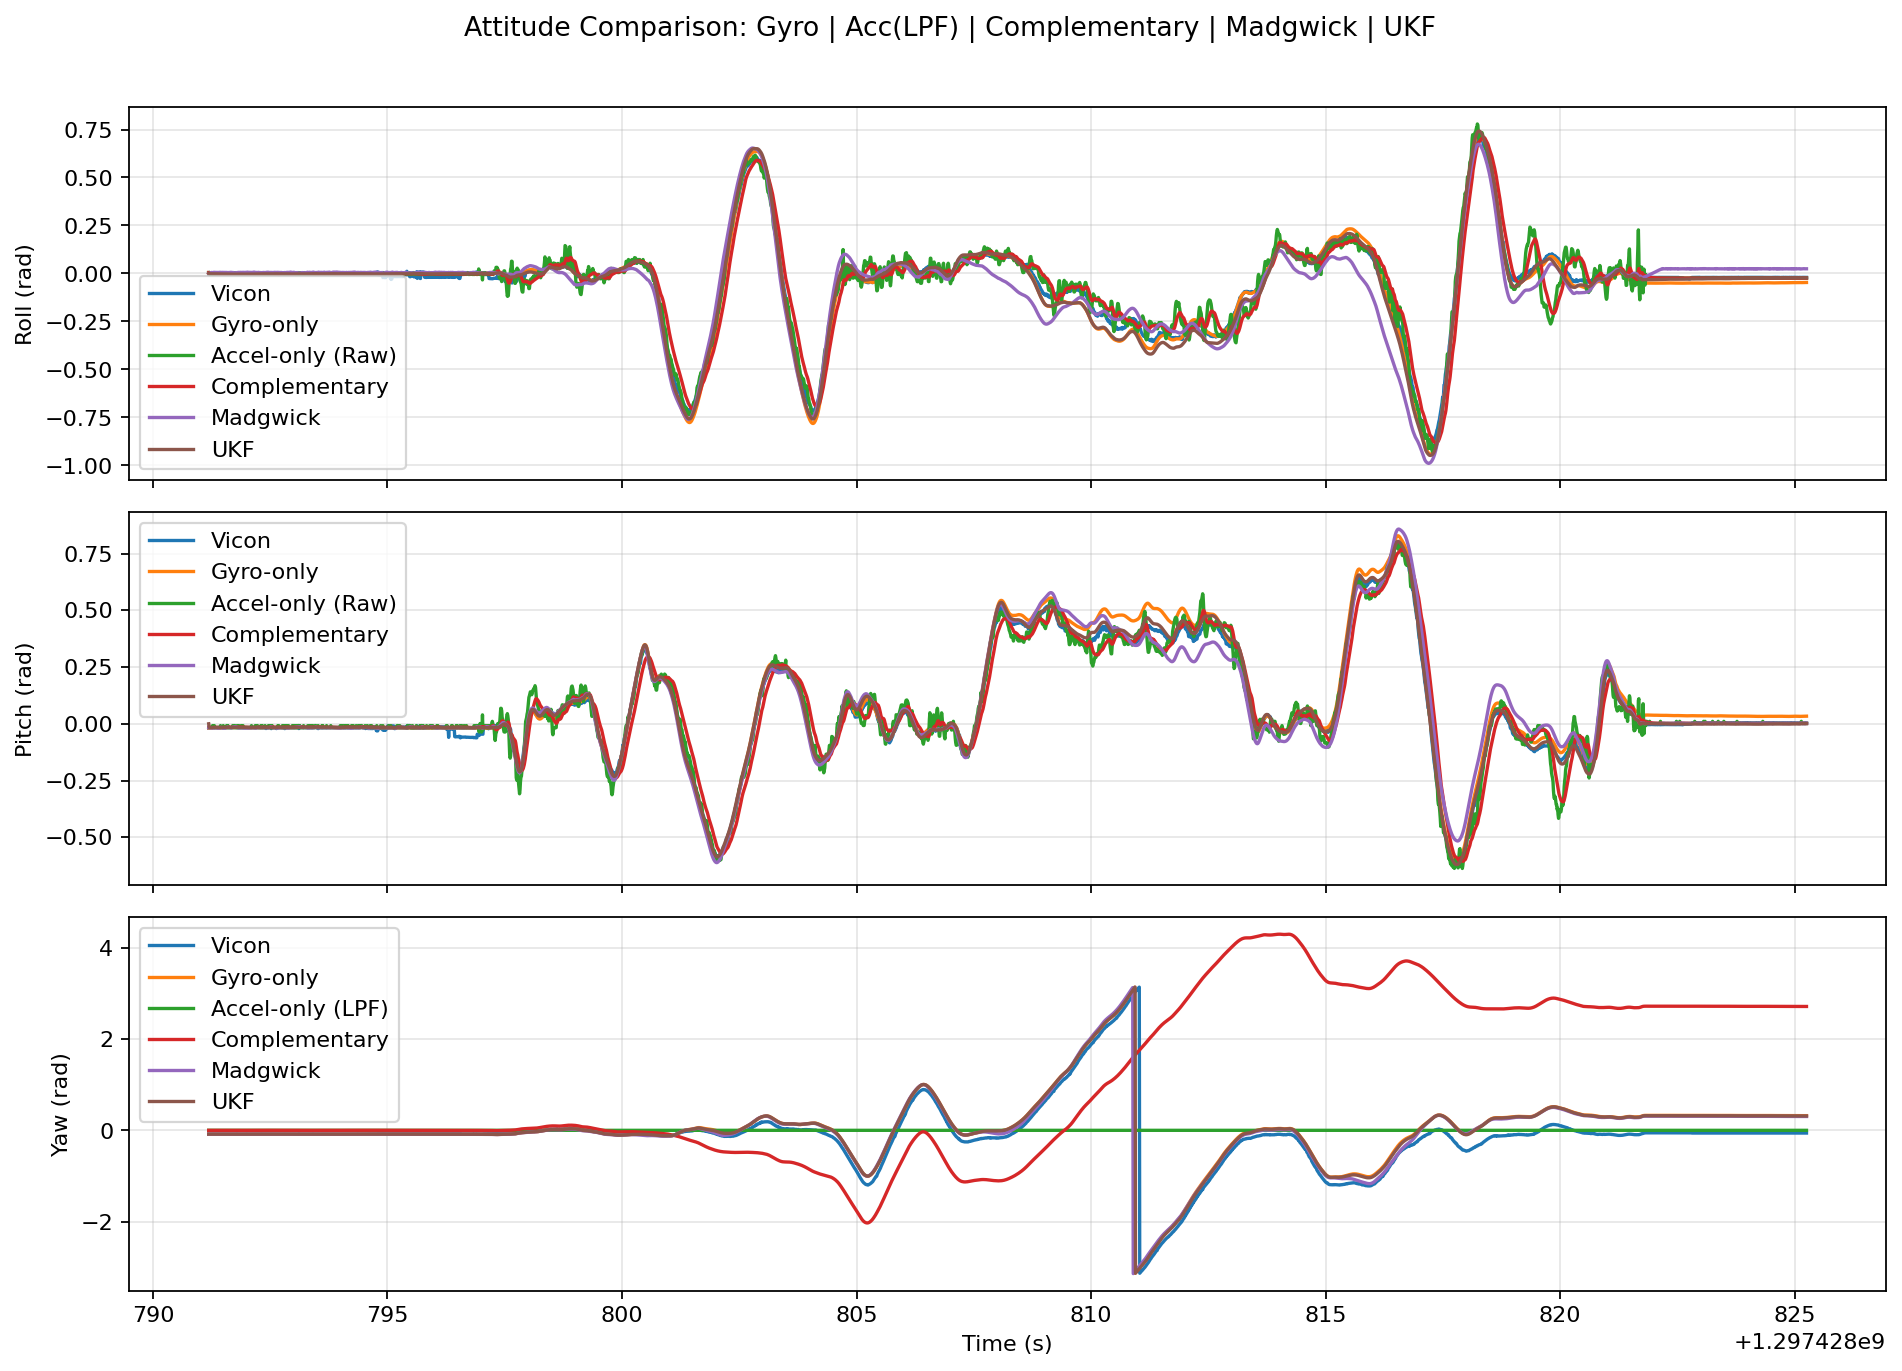 Attitude Comparison: Gyro | Acc(LPF) | Complementary | Madgwick | UKF
Roll (rad)
0.75
0.50
0.25
0.00
−0.25
−0.50
−0.75
−1.00
Vicon
Gyro-only
Accel-only (Raw)
Complementary
Madgwick
UKF
Pitch (rad)
0.75
0.50
0.25
0.00
−0.25
−0.50
Vicon
Gyro-only
Accel-only (Raw)
Complementary
Madgwick
UKF
Yaw (rad)
4
2
0
−2
Vicon
Gyro-only
Accel-only (LPF)
Complementary
Madgwick
UKF
790 795 800 805 810 815 820 825
Time (s)
+1.297428e9